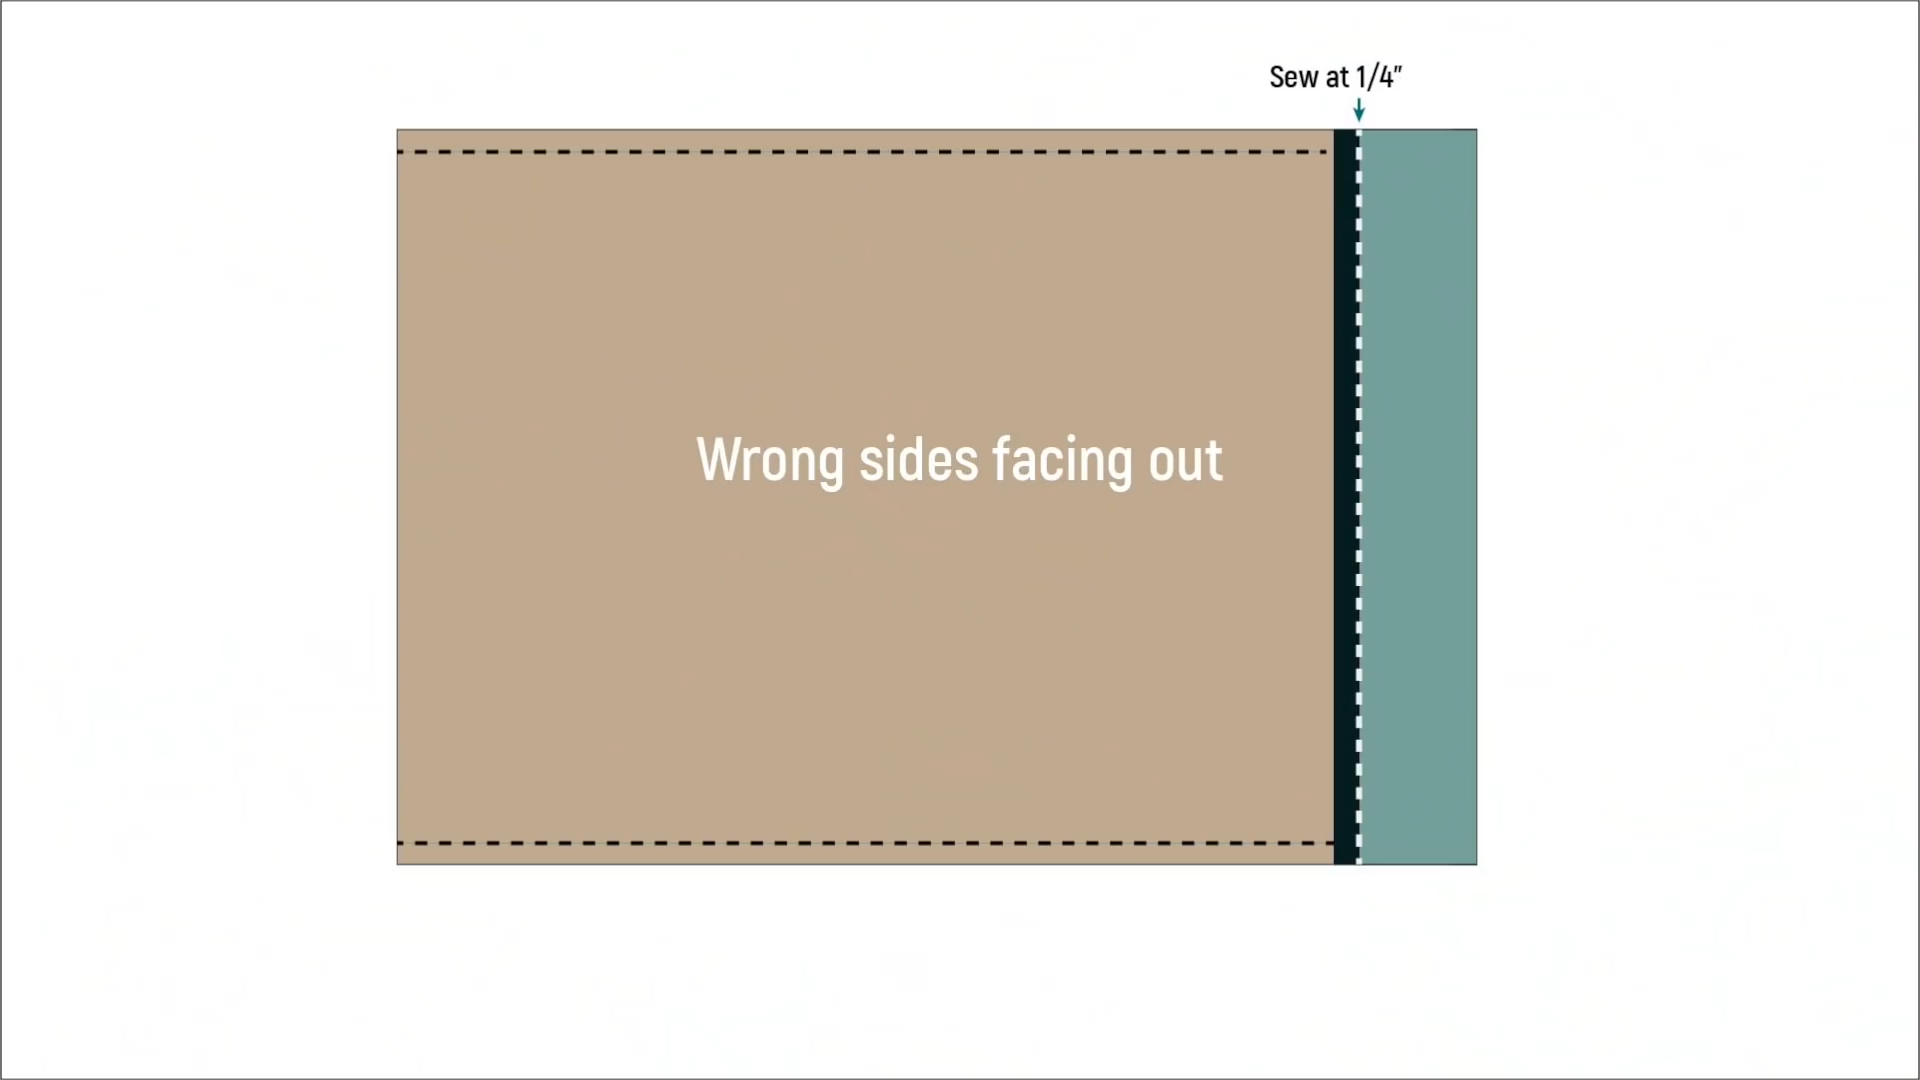 Sew at 1/4"
Wrong sides facing out